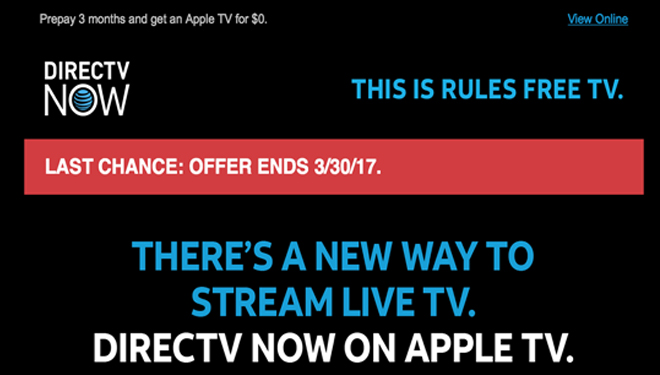 Prepay 3 months and get an Apple TV for $0.
View Online
DIRECTV
NOW
THIS IS RULES FREE TV.
LAST CHANCE: OFFER ENDS 3/30/17.
THERE'S A NEW WAY TO
STREAM LIVE TV.
DIRECTV NOW ON APPLE TV.